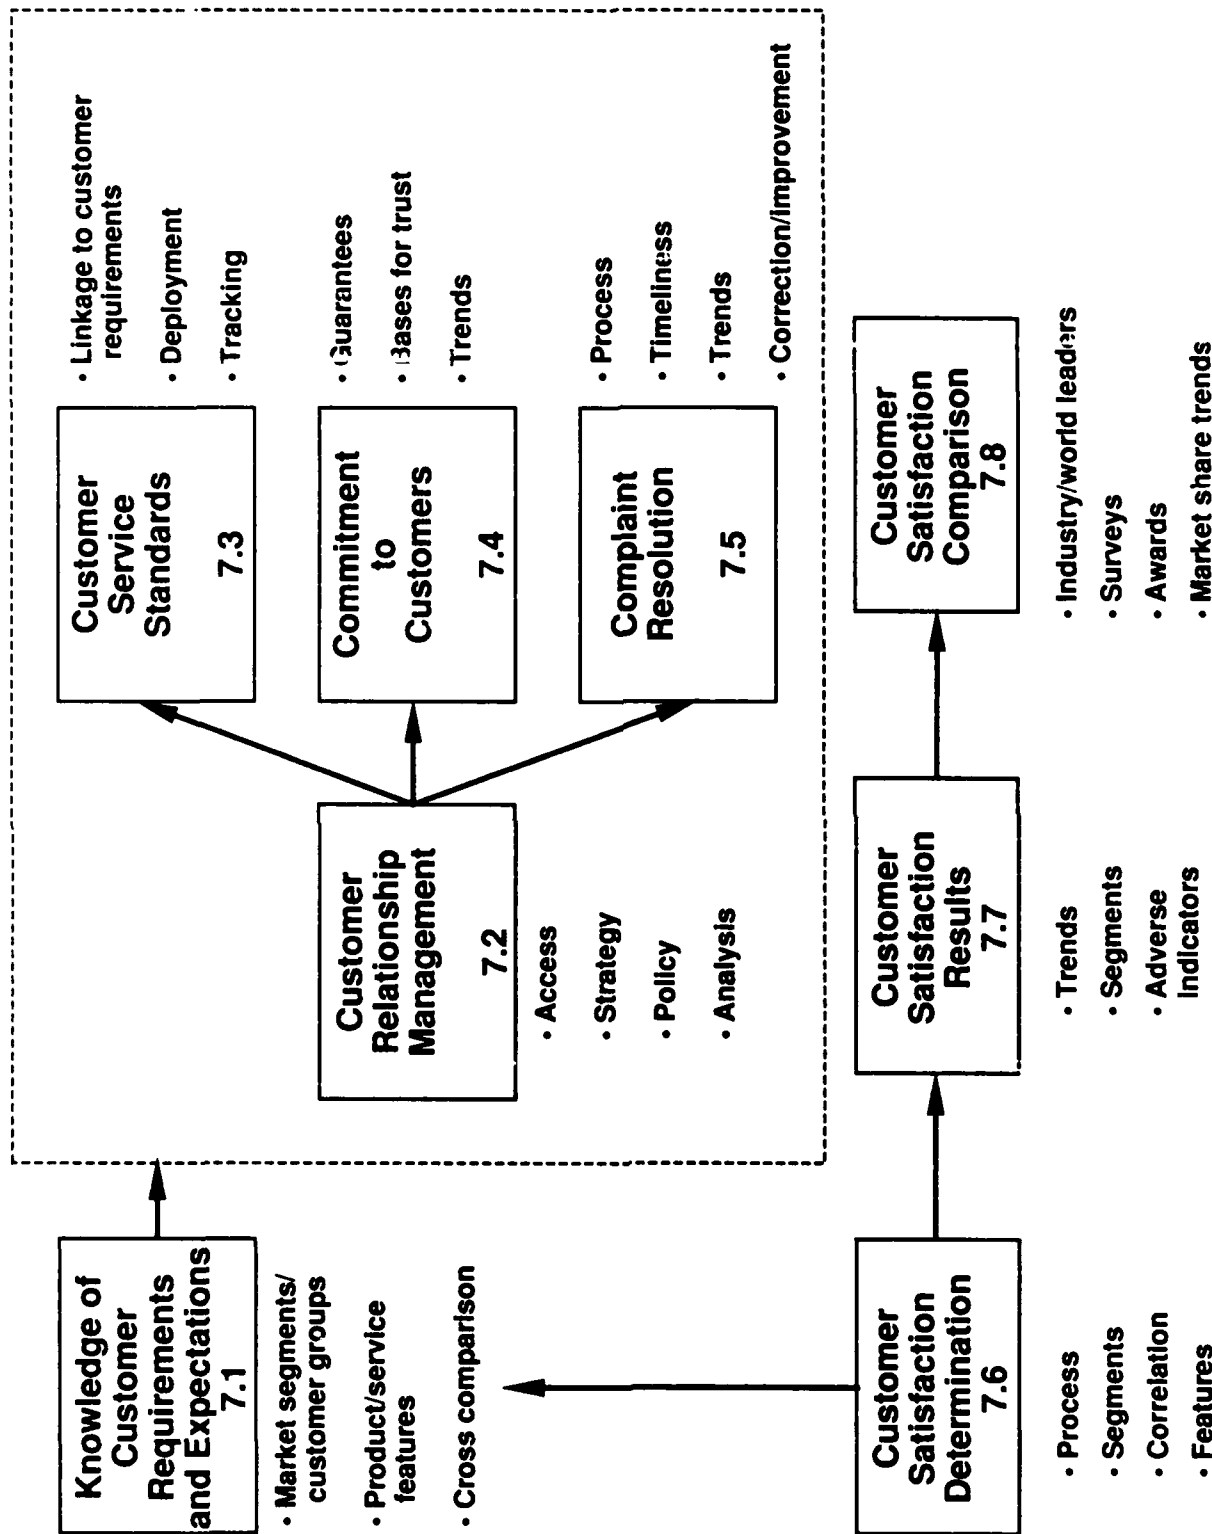 Knowledge of
Customer
Requirements
and Expectations
7.1
• Market segments/
customer groups
• Product/service
features
• Cross comparison
Customer
Relationship
Management
7.2
• Access
• Strategy
• Policy
• Analysis
Customer
Service
Standards
7.3
• Linkage to customer
requirements
• Deployment
• Tracking
Commitment
to
Customers
7.4
• Guarantees
• Bases for trust
• Trends
Complaint
Resolution
7.5
• Process
• Timeliness
• Trends
• Correction/improvement
Customer
Satisfaction
Determination
7.6
• Process
• Segments
• Correlation
• Features
Customer
Satisfaction
Results
7.7
• Trends
• Segments
• Adverse
Indicators
Customer
Satisfaction
Comparison
7.8
• Industry/world leaders
• Surveys
• Awards
• Market share trends